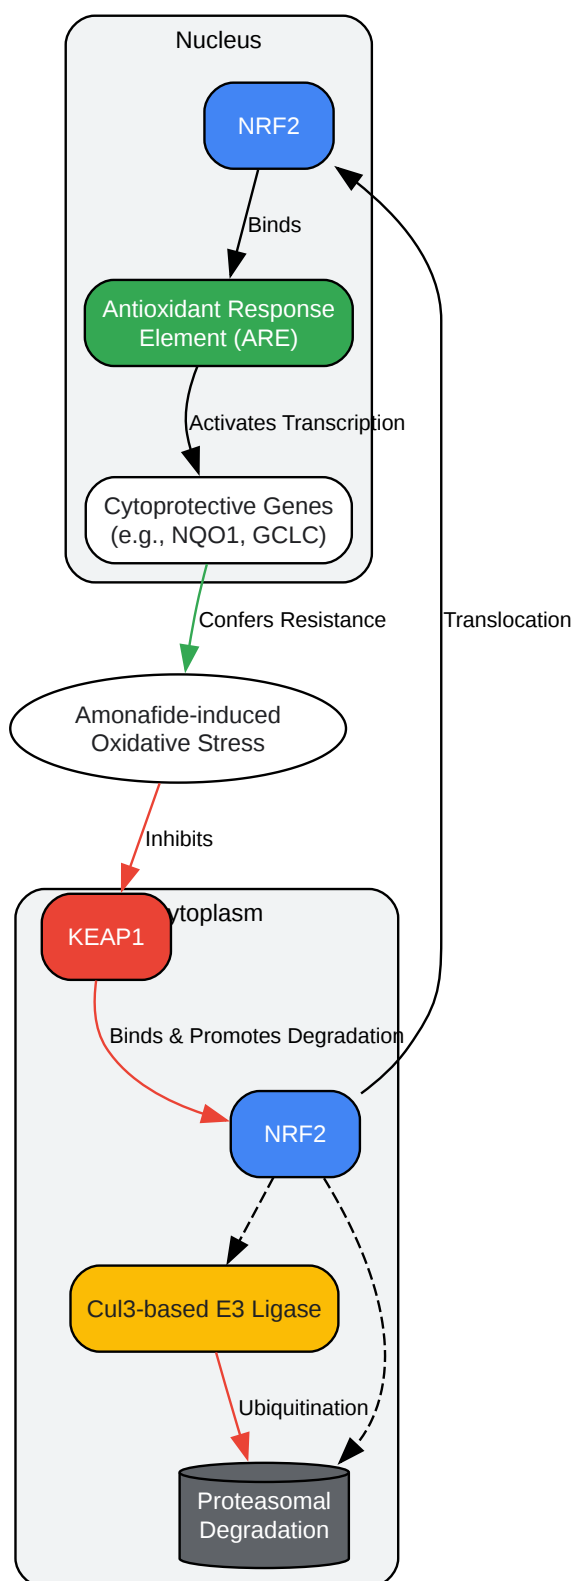 Nucleus
NRF2
Binds
Antioxidant Response
Element (ARE)
Activates Transcription
Cytoprotective Genes
(e.g., NQO1, GCLC)
Confers Resistance
Translocation
Amonafide-induced
Oxidative Stress
Inhibits
ytoplasm
KEAP1
Binds & Promotes Degradation
NRF2
Cul3-based E3 Ligase
Ubiquitination
Proteasomal
Degradation